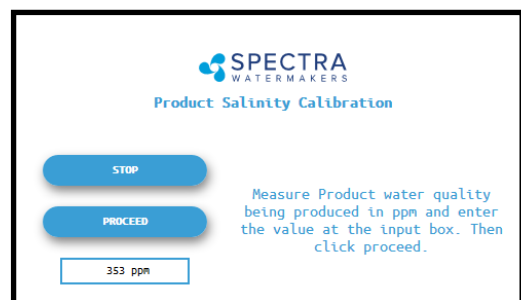 SPECTRA
WATERMAKERS
Product Salinity Calibration
STOP
PROCEED
353 ppm
Measure Product water quality
being produced in ppm and enter
the value at the input box. Then
click proceed.